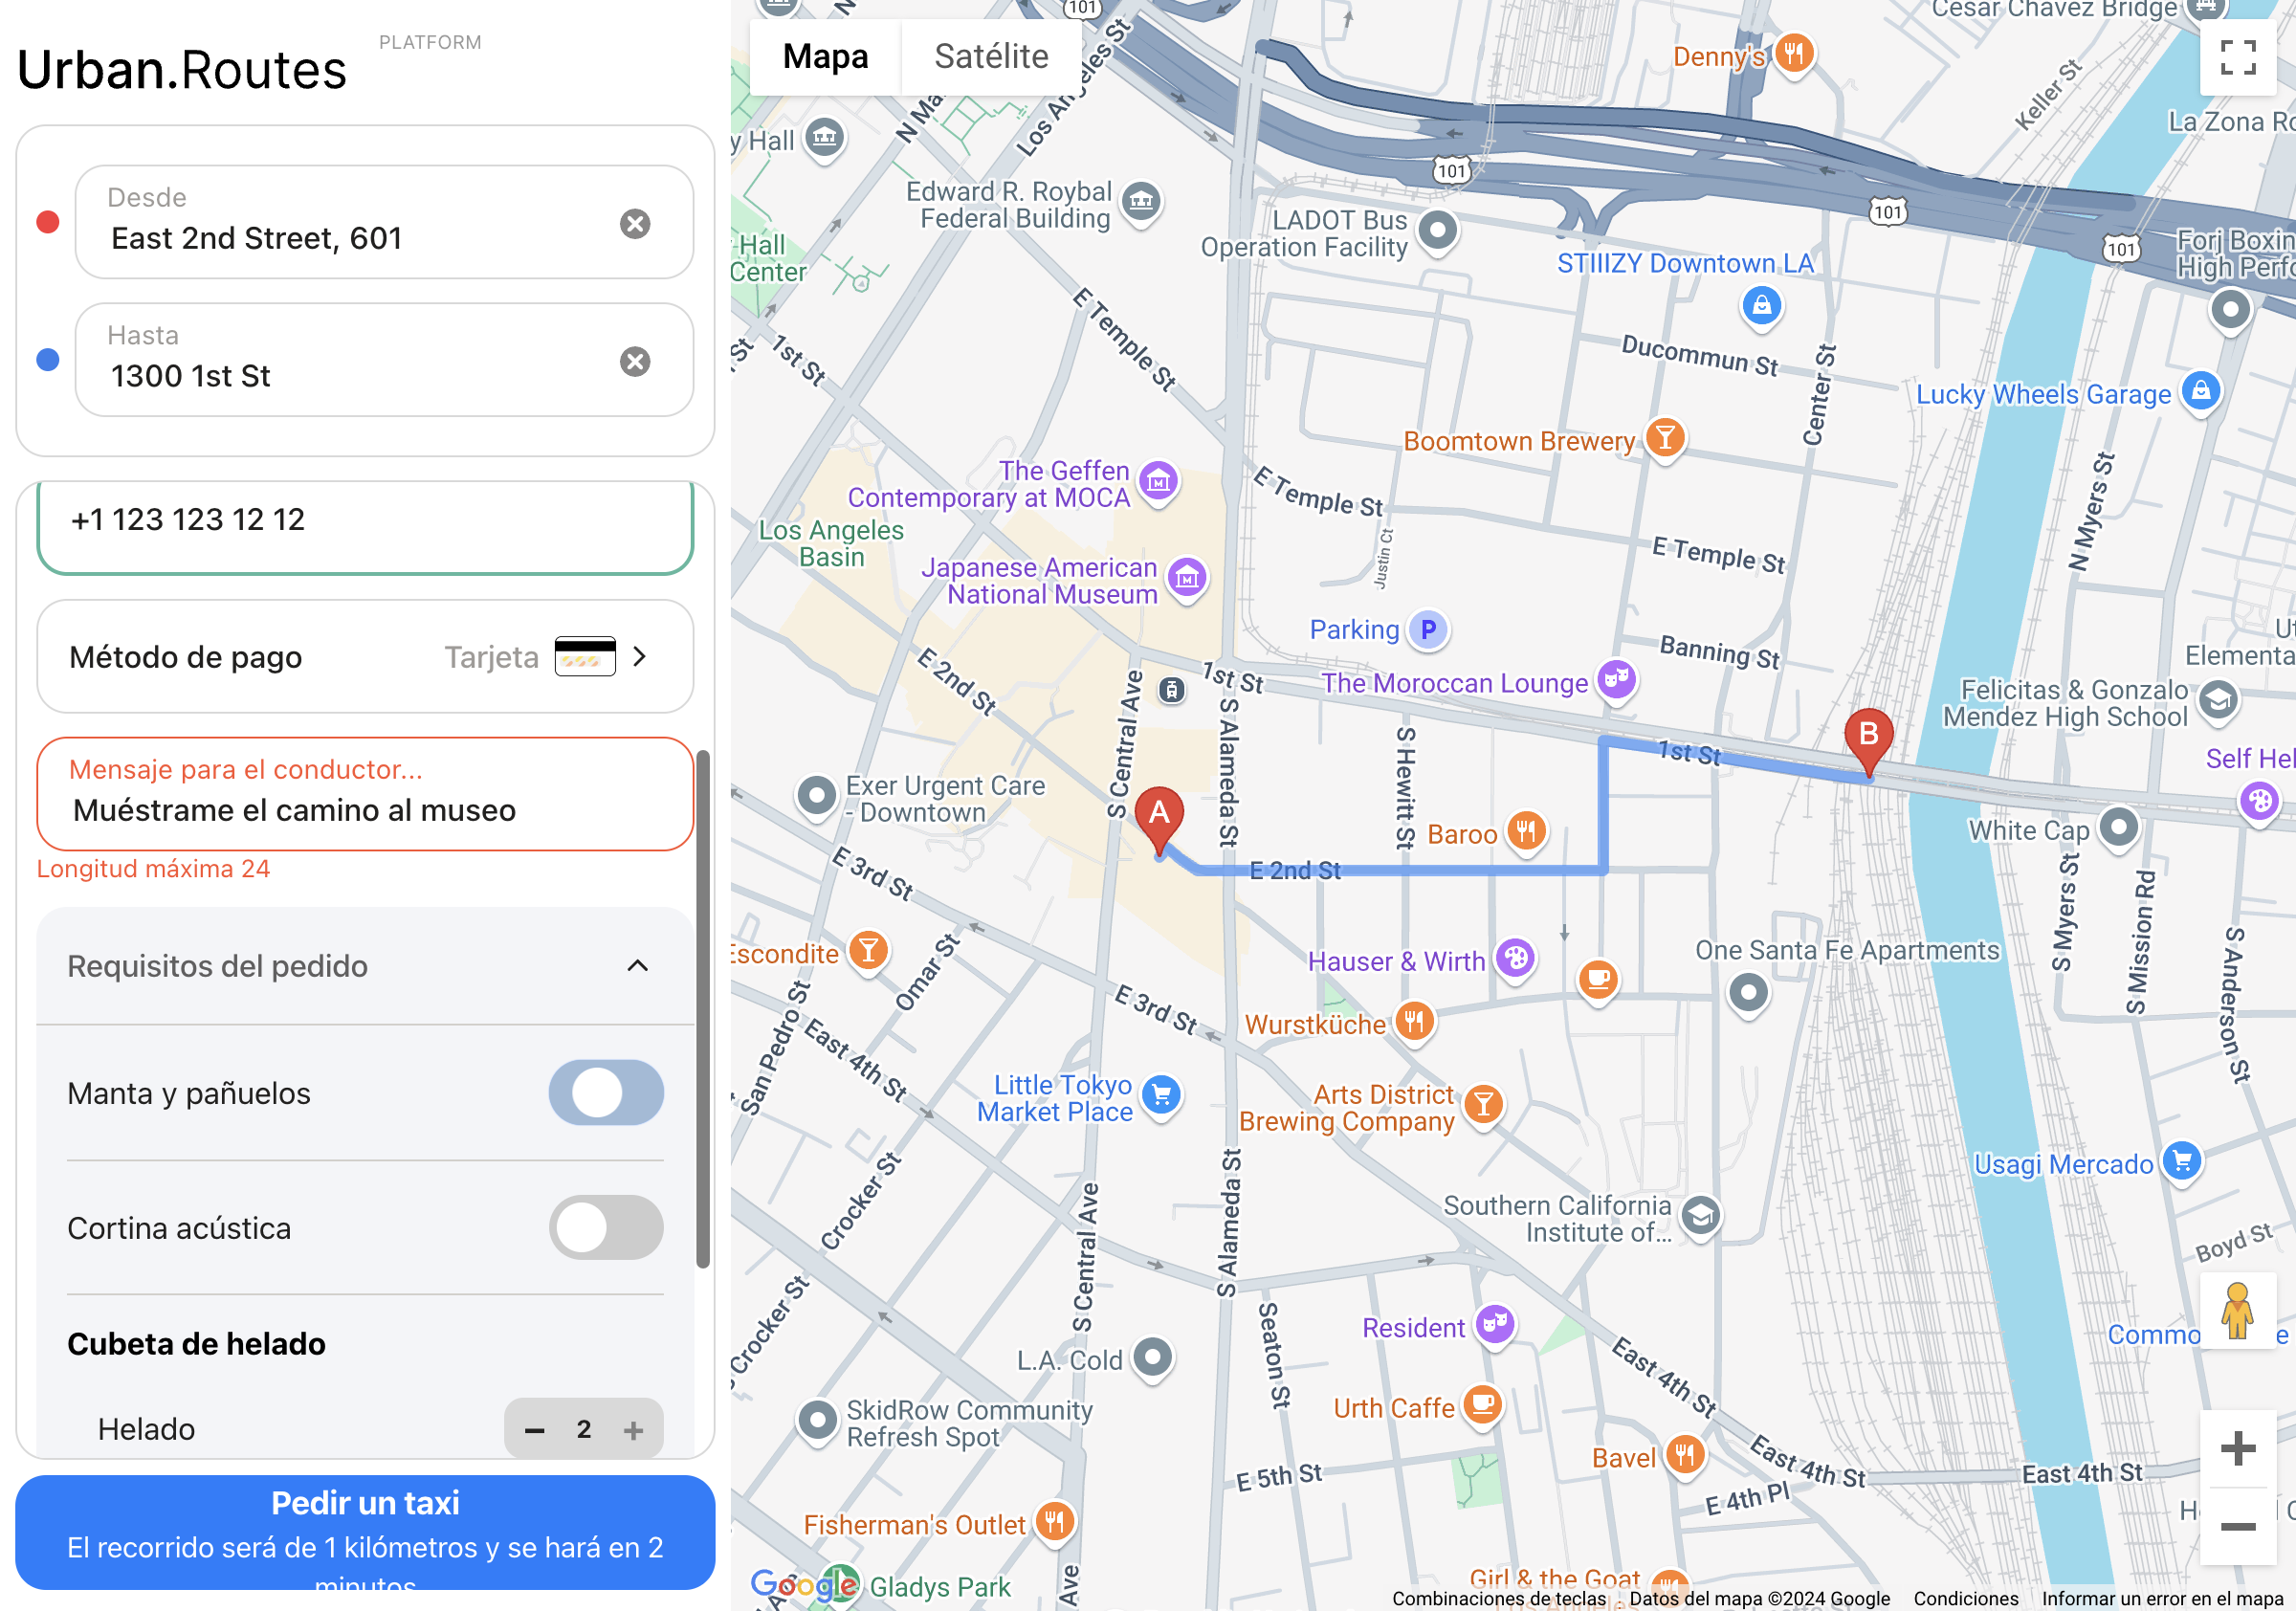 PLATFORM
Urban.Routes
Desde
East 2nd Street, 601
Hasta
1300 1st St
+1 123 123 12 12
Método de pago
Tarjeta
Mensaje para el conductor...
Muéstrame el camino al museo
Longitud máxima 24
Requisitos del pedido
Manta y pañuelos
Cortina acústica
Cubeta de helado
Helado
2
Pedir un taxi
El recorrido será de 1 kilómetros y se hará en 2
minutos
Mapa
Satélite
101
Cesar Chavez Bridge
Denny's
Keller St
La Zona
Los Angeles St
y Hall
Edward R. Roybal
Federal Building
LADOT Bus
Operation Facility
101
101
101
Forj
High
Hall
Center
STIIIZY Downtown LA
E Temple St
1st St
Ducommun St
Center St
Lucky Wheels Garage
Boomtown Brewery
N Myers St
The Geffen
Contemporary at MOCA
E Temple St
Los Angeles
Basin
Justin Ct
E Temple St
Japanese American
National Museum
Parking
P
Banning St
E 2nd St
1st St
The Moroccan Lounge
Felicitas & Gonzalo
Mendez High School
S Central Ave
S Alameda St
S Hewitt St
1st St
B
Exer Urgent Care
- Downtown
A
Baroo
White Cap
E 3rd St
E 2nd St
S Myers St
S Mission Rd
S Anderson St
Escondite
Omar St
Hauser & Wirth
One Santa Fe Apartments
San Pedro St
E 3rd St
Wurstküche
East 4th St
Little Tokyo
Market Place
Arts District
Brewing Company
Usagi Mercado
Crocker St
S Central Ave
S Alameda St
Southern California
Institute of...
Boyd St
Crocker St
Seaton St
Resident
L.A. Cold
East 4th St
Urth Caffe
SkidRow Community
Refresh Spot
E 5th St
Bavel
East 4th St
East 4th St
E 4th Pl
Fisherman's Outlet
Ave
Google
Gladys Park
Girl & the Goat
Combinaciones de teclas
Datos del mapa ©2024 Google
Condiciones
Informar un error en el mapa